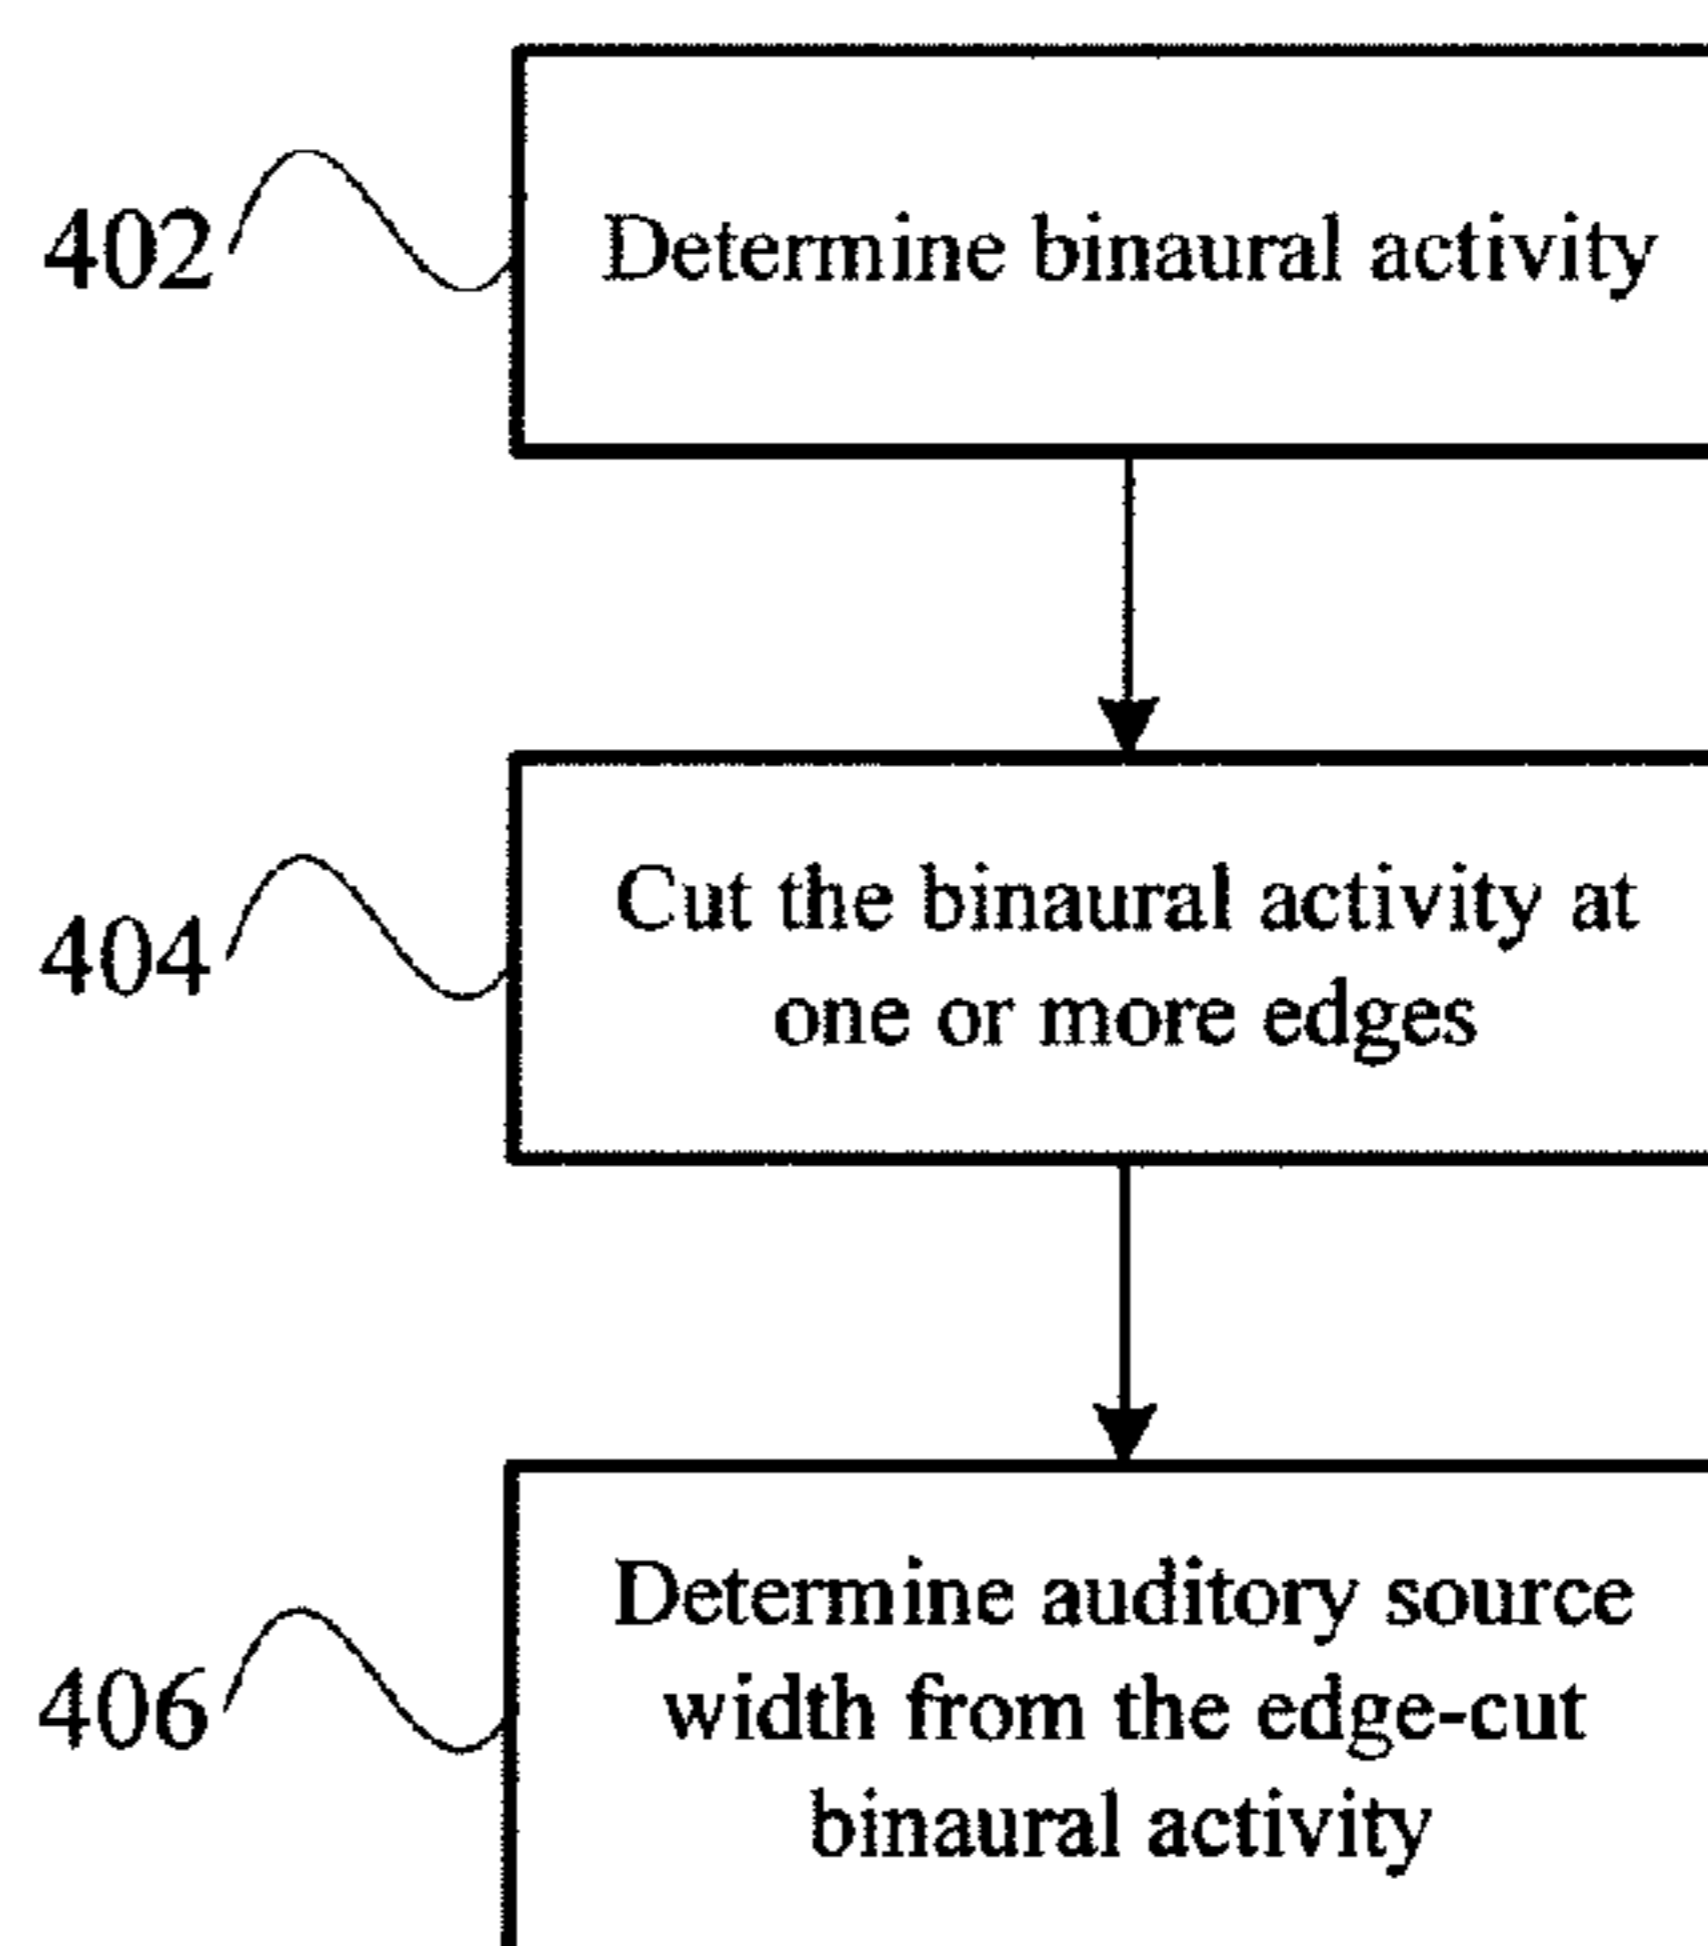 402
Determine binaural activity
404
Cut the binaural activity at
one or more edges
406
Determine auditory source
width from the edge-cut
binaural activity